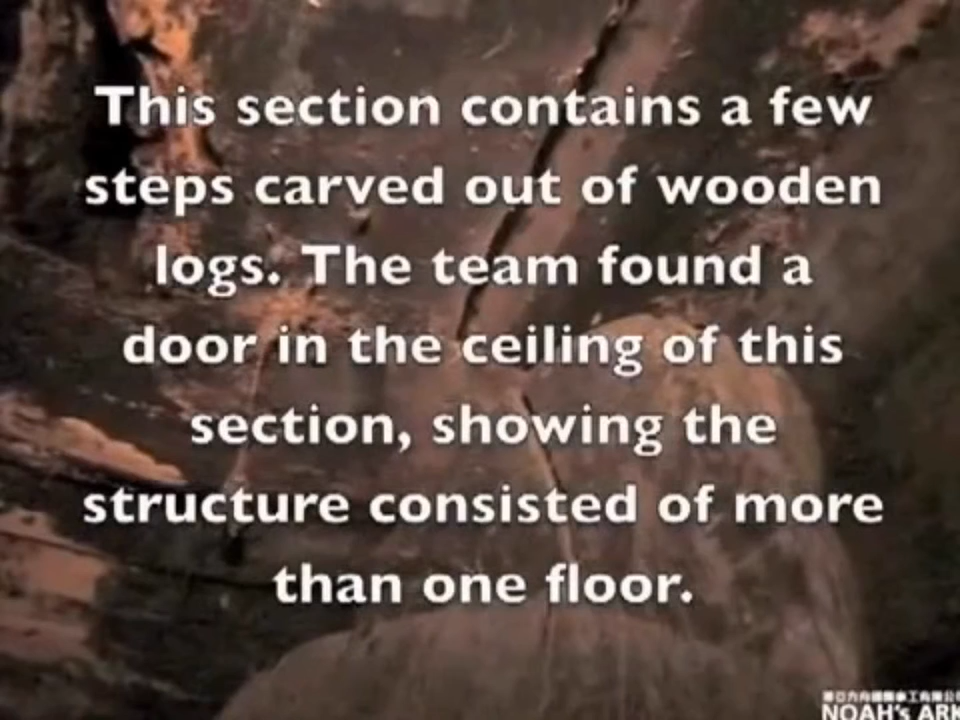 This section contains a few
steps carved out of wooden
logs. The team found a
door in the ceiling of this
section, showing the
structure consisted of more
than one floor.
NOAH's ARK